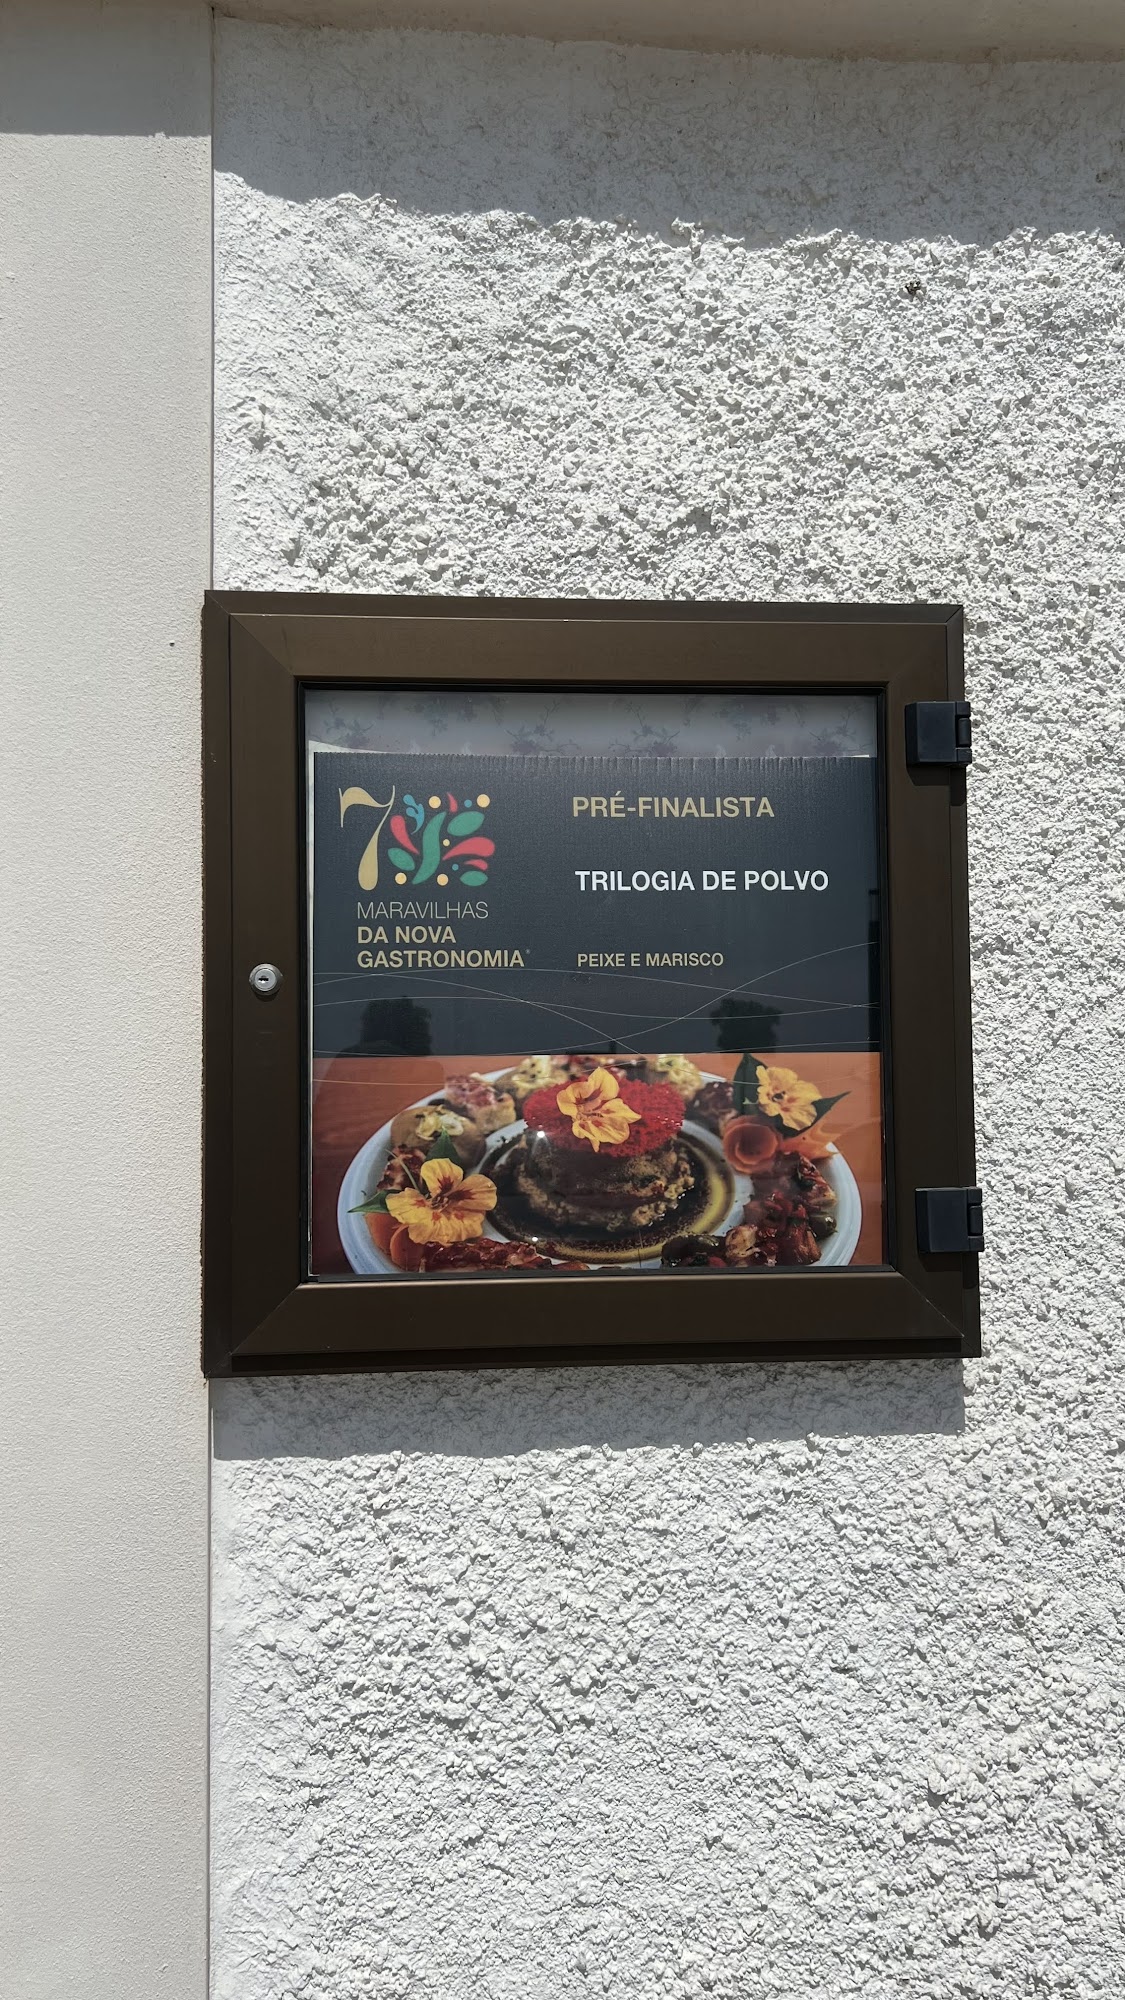 7
MARAVILHAS
DA NOVA
GASTRONOMIA®
PRÉ-FINALISTA
TRILOGIA DE POLVO
PEIXE E MARISCO